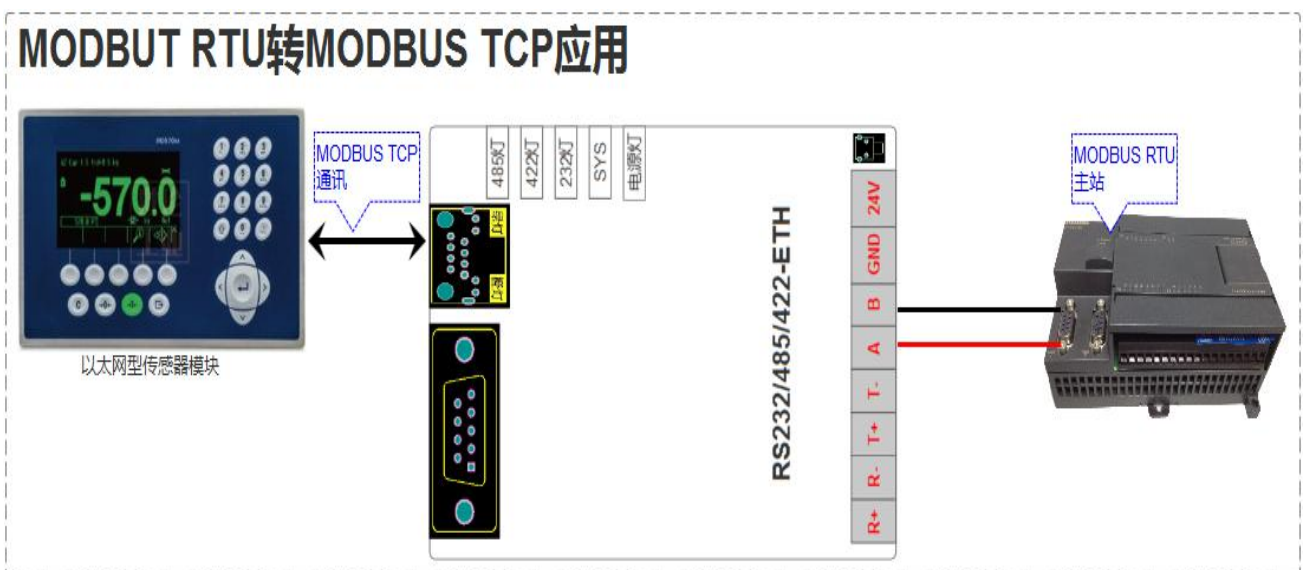 MODBUT RTU转MODBUS TCP应用
MODBUS TCP
通讯
-570.0
以太网型传感器模块
485灯
422灯
232灯
SYS
电源灯
RS232/485/422-ETH
24V
GND
B
A
T-
T+
R-
R+
MODBUS RTU
主站